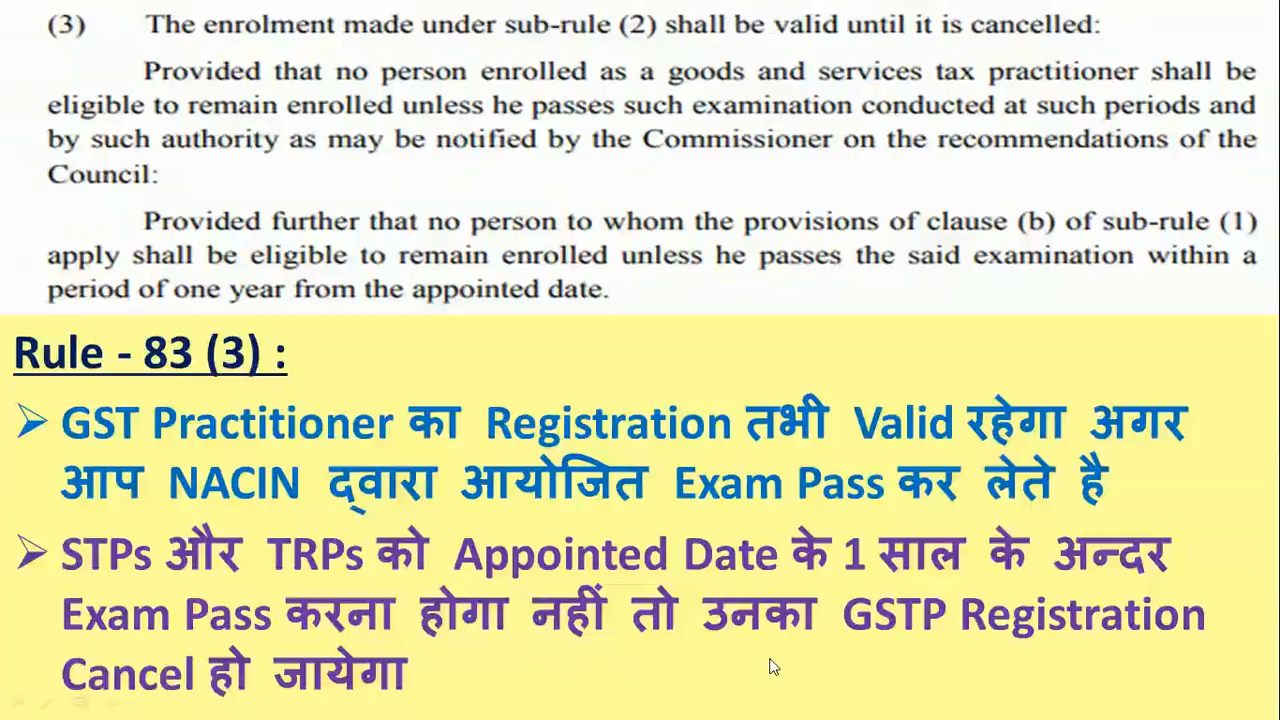 (3) The enrolment made under sub-rule (2) shall be valid until it is cancelled:
Provided that no person enrolled as a goods and services tax practitioner shall be
eligible to remain enrolled unless he passes such examination conducted at such periods and
by such authority as may be notified by the Commissioner on the recommendations of the
Council:
Provided further that no person to whom the provisions of clause (b) of sub-rule (1)
apply shall be eligible to remain enrolled unless he passes the said examination within a
period of one year from the appointed date.
Rule - 83 (3) :
➢ GST Practitioner का Registration तभी Valid रहेगा अगर
आप NACIN द्वारा आयोजित Exam Pass कर लेते है
➢ STPs और TRPs को Appointed Date के 1 साल के अन्दर
Exam Pass करना होगा नहीं तो उनका GSTP Registration
Cancel हो जायेगा